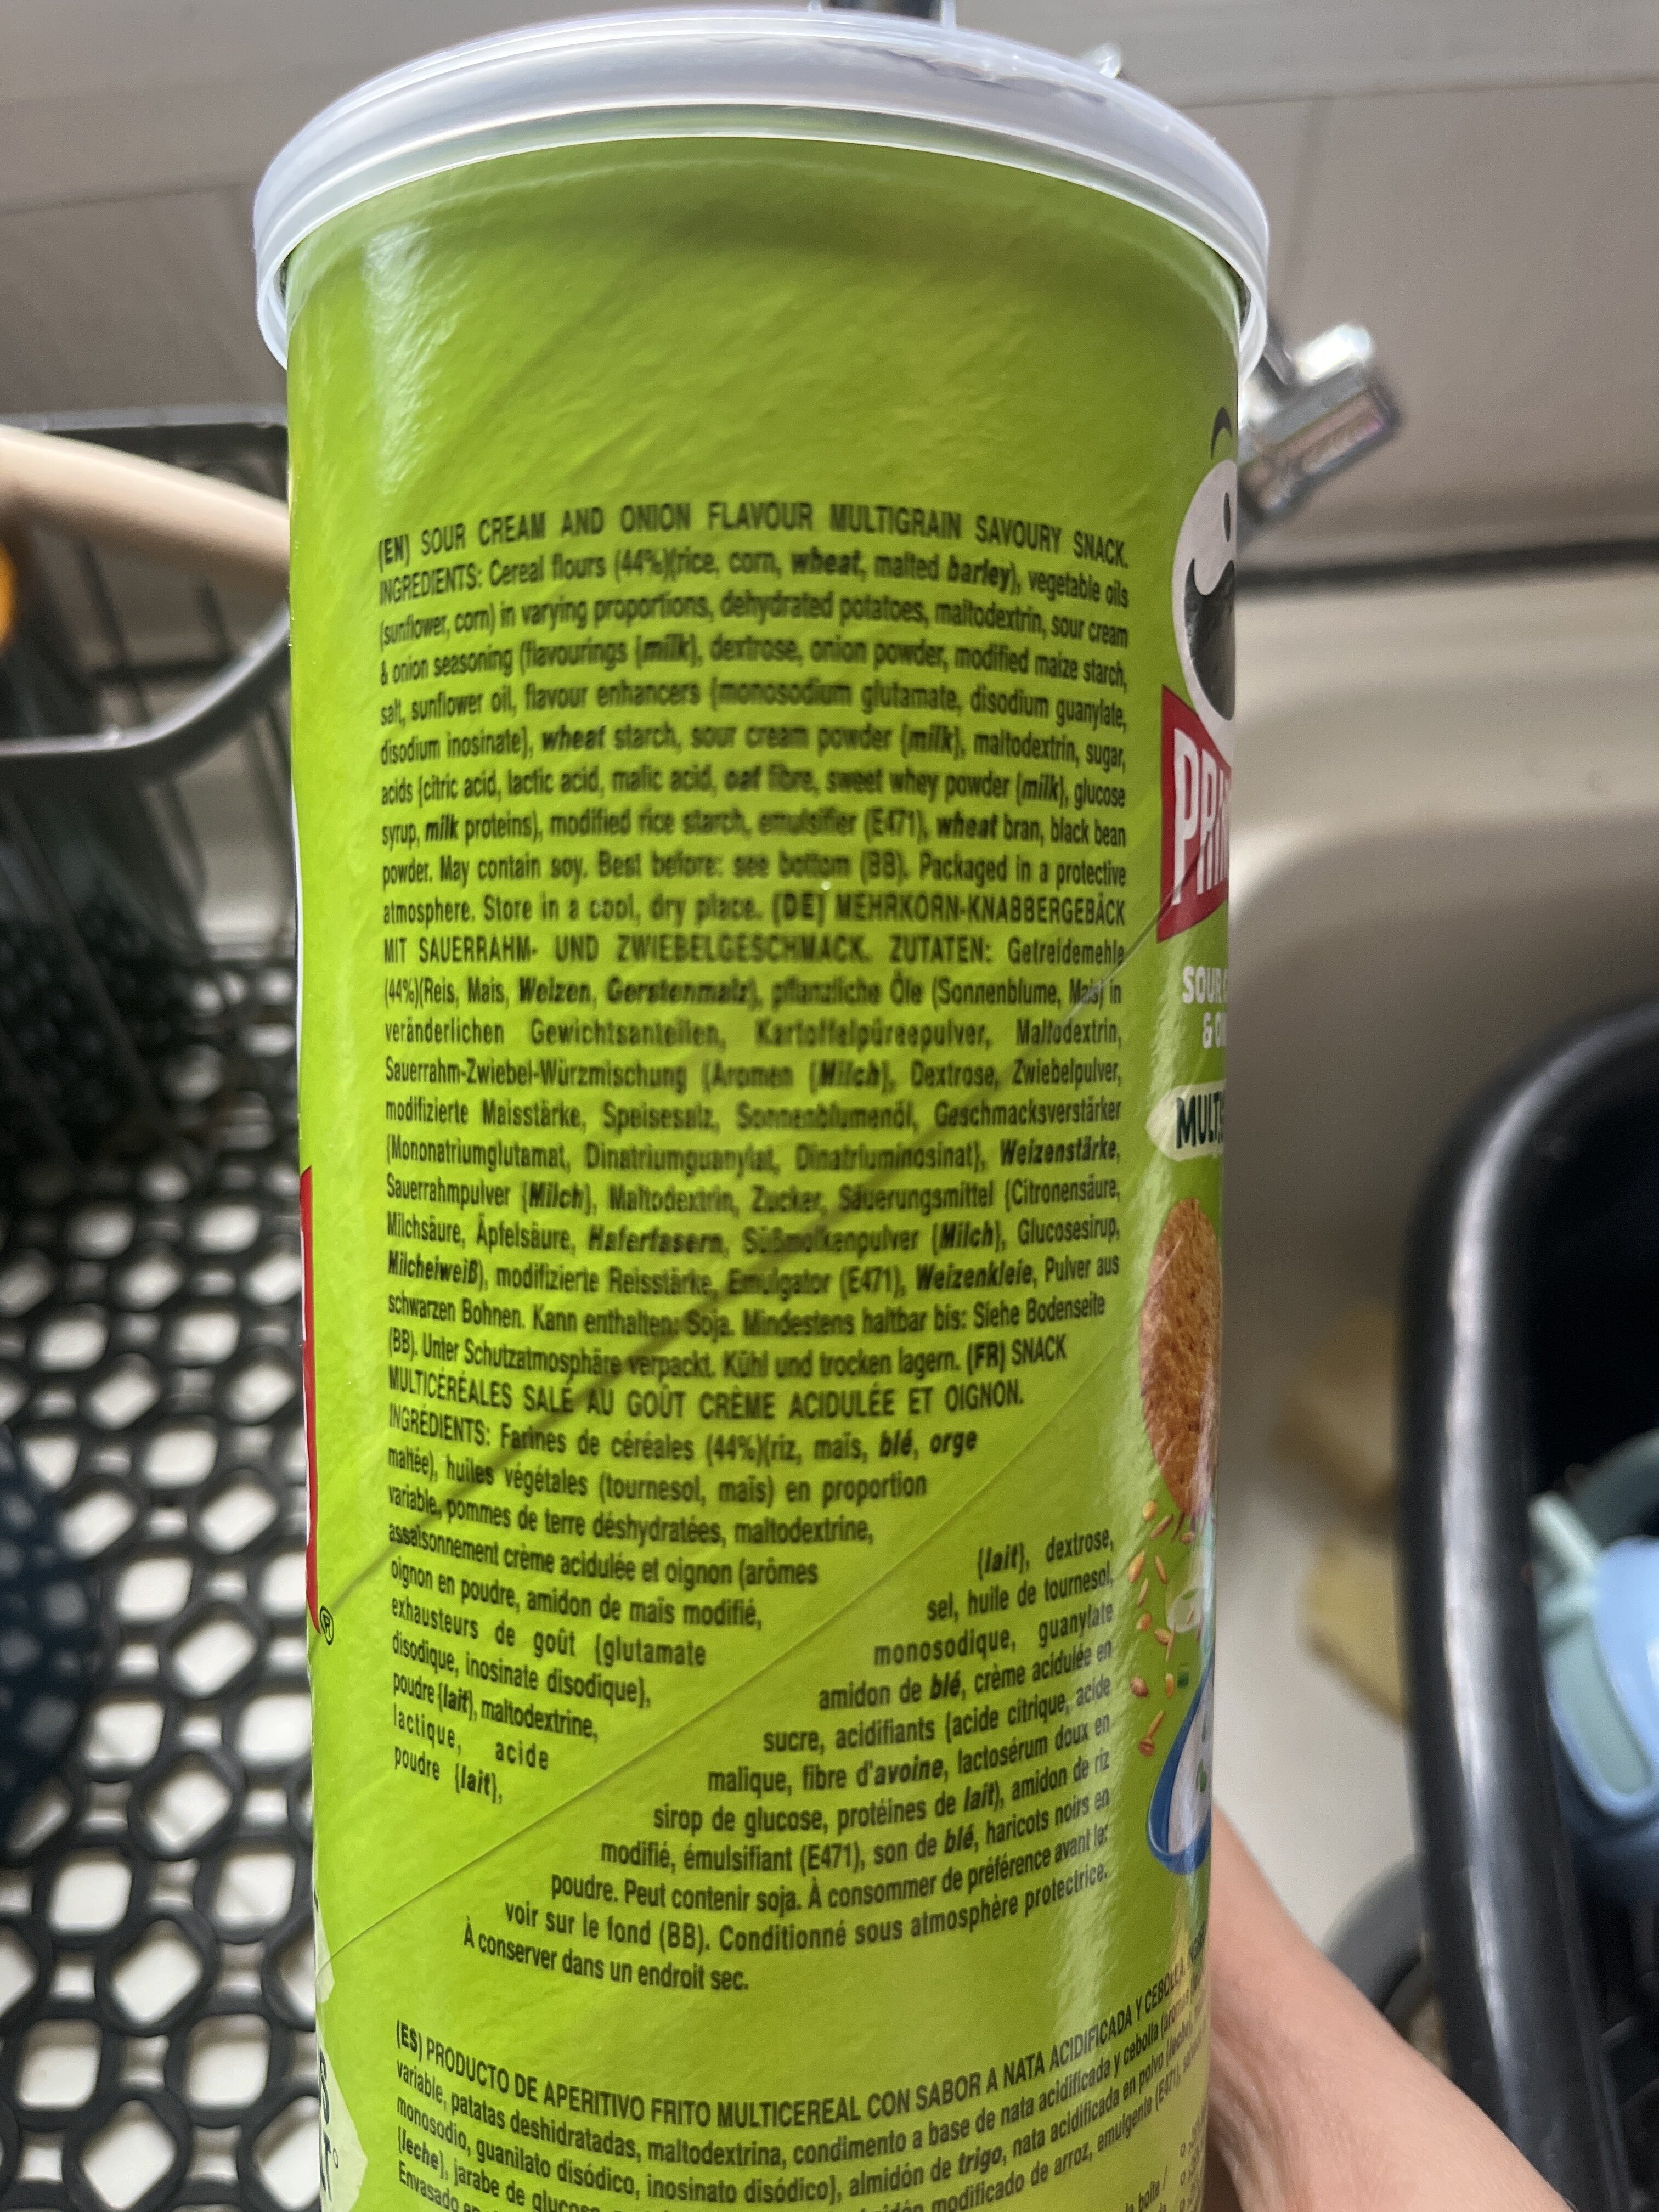 (EN) SOUR CREAM AND ONION FLAVOUR MULTIGRAIN SAVOURY SNACK.
INGREDIENTS: Cereal flours (44%)(rice, corn, wheat, malted barley), vegetable oils
(sunflower, corn) in varying proportions, dehydrated potatoes, maltodextrin, sour cream
& onion seasoning (flavourings {milk}, dextrose, onion powder, modified maize starch,
salt, sunflower oil, flavour enhancers {monosodium glutamate, disodium guanylate,
disodium inosinate}, wheat starch, sour cream powder {milk}, maltodextrin, sugar,
acids {citric acid, lactic acid, malic acid, oat fibre, sweet whey powder {milk}, glucose
syrup, milk proteins), modified rice starch, emulsifier (E471), wheat bran, black bean
powder. May contain soy. Best before: see bottom (BB). Packaged in a protective
atmosphere. Store in a cool, dry place. (DE) MEHRKORN-KNABBERGEBÄCK
MIT SAUERRAHM- UND ZWIEBELGESCHMACK. ZUTATEN: Getreidemehle
(44%)(Reis, Mais, Weizen, Gerstenmalz), pflanzliche Öle (Sonnenblume, Mais) in
veränderlichen Gewichtsanteilen, Kartoffelpüreepulver, Maltodextrin,
Sauerrahm-Zwiebel-Würzmischung (Aromen {Milch}, Dextrose, Zwiebelpulver,
modifizierte Maisstärke, Speisesalz, Sonnenblumenöl, Geschmacksverstärker
{Mononatriumglutamat, Dinatriumguanylat, Dinatriuminosinat}, Weizenstärke,
Sauerrahmpulver {Milch}, Maltodextrin, Zucker, Säuerungsmittel {Citronensäure,
Milchsäure, Äpfelsäure, Haferfasern, Süßmolkenpulver {Milch}, Glucosesirup,
Milcheiweiß), modifizierte Reisstärke, Emulgator (E471), Weizenkleie, Pulver aus
schwarzen Bohnen. Kann enthalten: Soja. Mindestens haltbar bis: Siehe Bodenseite
(BB). Unter Schutzatmosphäre verpackt. Kühl und trocken lagern. (FR) SNACK
MULTICÉRÉALES SALÉ AU GOÛT CRÈME ACIDULÉE ET OIGNON.
INGRÉDIENTS: Farines de céréales (44%)(riz, maïs, blé, orge
maltée), huiles végétales (tournesol, maïs) en proportion
variable, pommes de terre déshydratées, maltodextrine,
assaisonnement crème acidulée et oignon (arômes {lait}, dextrose,
oignon en poudre, amidon de maïs modifié, sel, huile de tournesol,
exhausteurs de goût {glutamate monosodique, guanylate
disodique, inosinate disodique}, amidon de blé, crème acidulée en
poudre {lait}, maltodextrine, sucre, acidifiants {acide citrique, acide
lactique, acide malique, fibre d'avoine, lactosérum doux en
poudre {lait}, sirop de glucose, protéines de lait), amidon de riz
modifié, émulsifiant (E471), son de blé, haricots noirs en
poudre. Peut contenir soja. À consommer de préférence avant le:
voir sur le fond (BB). Conditionné sous atmosphère protectrice.
À conserver dans un endroit sec.
(ES) PRODUCTO DE APERITIVO FRITO MULTICEREAL CON SABOR A NATA ACIDIFICADA Y CEBOLLA.
variable, patatas deshidratadas, maltodextrina, condimento a base de nata acidificada y cebolla
monosodio, guanilato disódico, inosinato disódico}, almidón de trigo, nata acidificada en polvo {leche},
{leche}, jarabe de modificado de arroz, emulgente (E471),
Envasado
SOUR
&
®